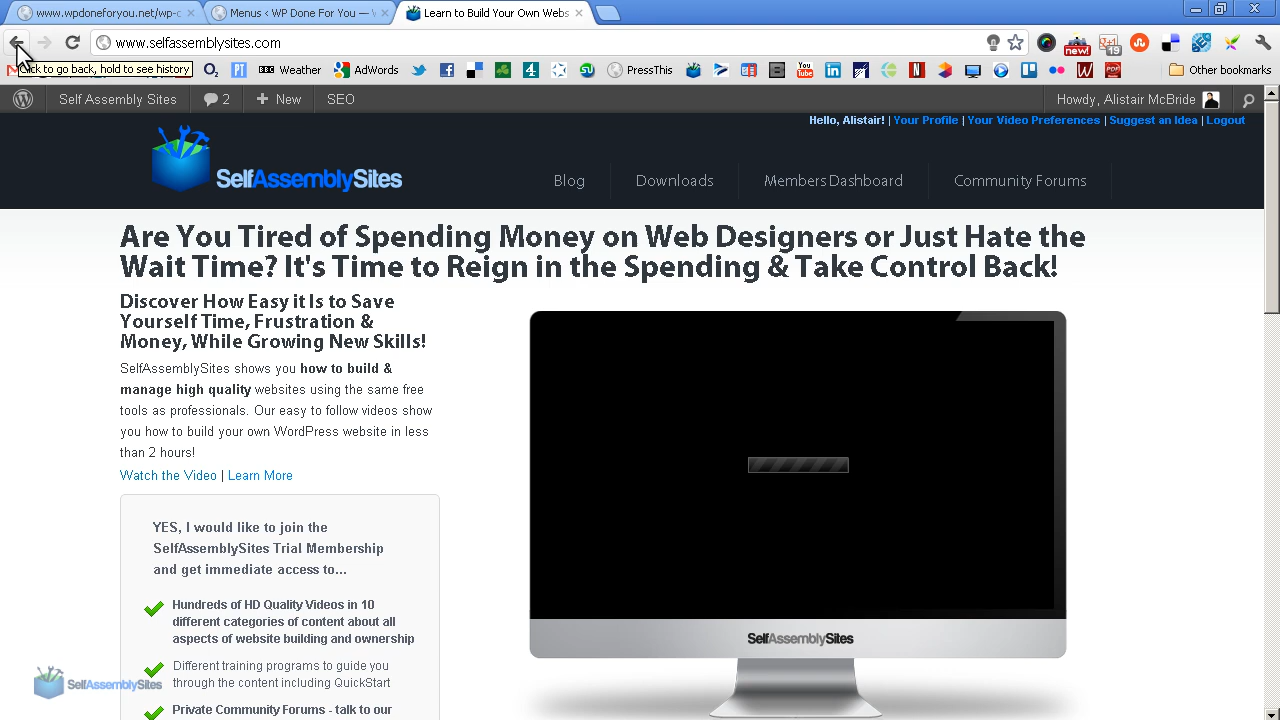 www.wpdoneforyou.net/wp-c
Menus ‹ WP Done For You —
Learn to Build Your Own Webs
www.selfassemblysites.com
new!
19
Click to go back, hold to see history
Weather
AdWords
PressThis
Other bookmarks
Self Assembly Sites
2
New
SEO
Howdy, Alistair McBride
Hello, Alistair! | Your Profile | Your Video Preferences | Suggest an Idea | Logout
SelfAssemblySites
Blog
Downloads
Members Dashboard
Community Forums
Are You Tired of Spending Money on Web Designers or Just Hate the
Wait Time? It's Time to Reign in the Spending & Take Control Back!
Discover How Easy it Is to Save
Yourself Time, Frustration &
Money, While Growing New Skills!
SelfAssemblySites shows you how to build &
manage high quality websites using the same free
tools as professionals. Our easy to follow videos show
you how to build your own WordPress website in less
than 2 hours!
Watch the Video | Learn More
YES, I would like to join the
SelfAssemblySites Trial Membership
and get immediate access to...
Hundreds of HD Quality Videos in 10
different categories of content about all
aspects of website building and ownership
Different training programs to guide you
through the content including QuickStart
Private Community Forums - talk to our
SelfAssemblySites
SelfAssemblySites